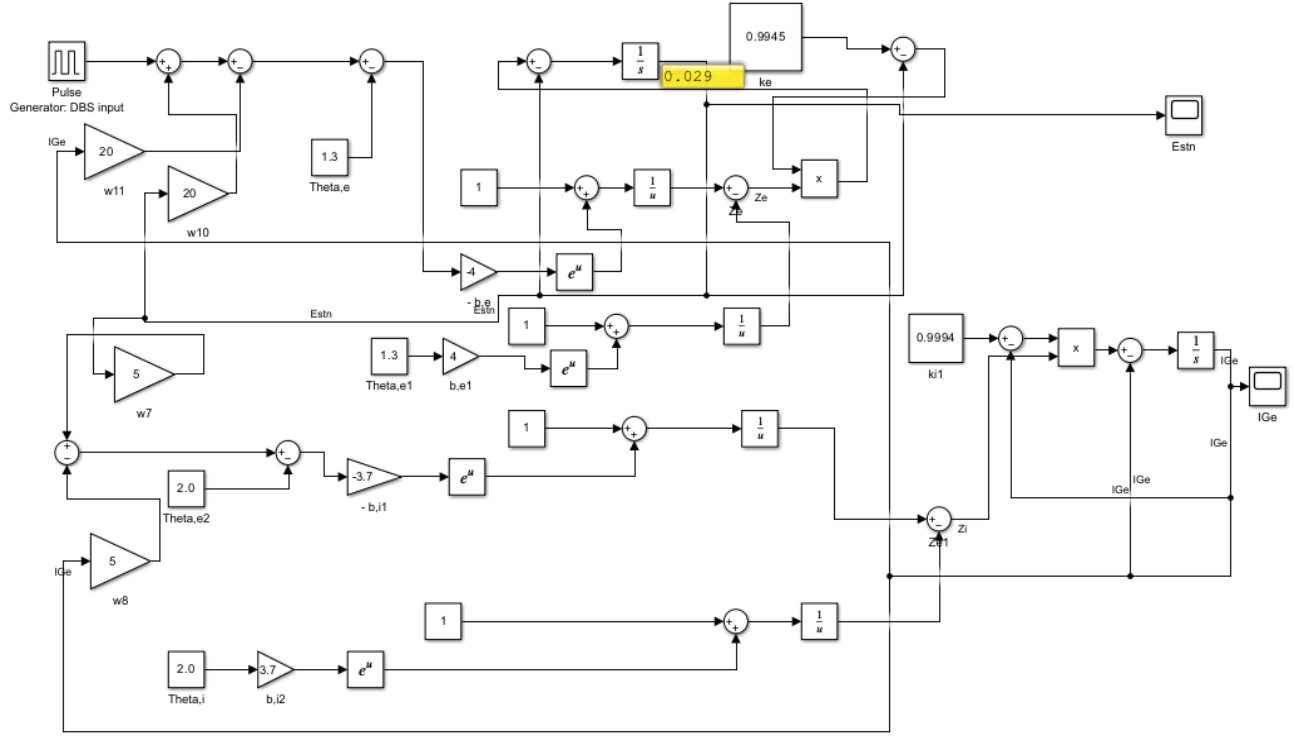 0.9945
1
s
0.029
ke
Pulse
Generator: DBS input
Estn
IGe
20
w11
1.3
Theta,e
20
w10
1
1
u
Ze
Ze
x
-4
- b,e
e^u
Estn
Estn
1
1
u
1.3
Theta,e1
4
b,e1
e^u
5
w7
0.9994
ki1
x
1
s
IGe
IGe
IGe
1
1
u
2.0
Theta,e2
-3.7
- b,i1
e^u
IGe
IGe
Zi
Ze1
IGe
5
w8
1
1
u
2.0
Theta,i
3.7
b,i2
e^u